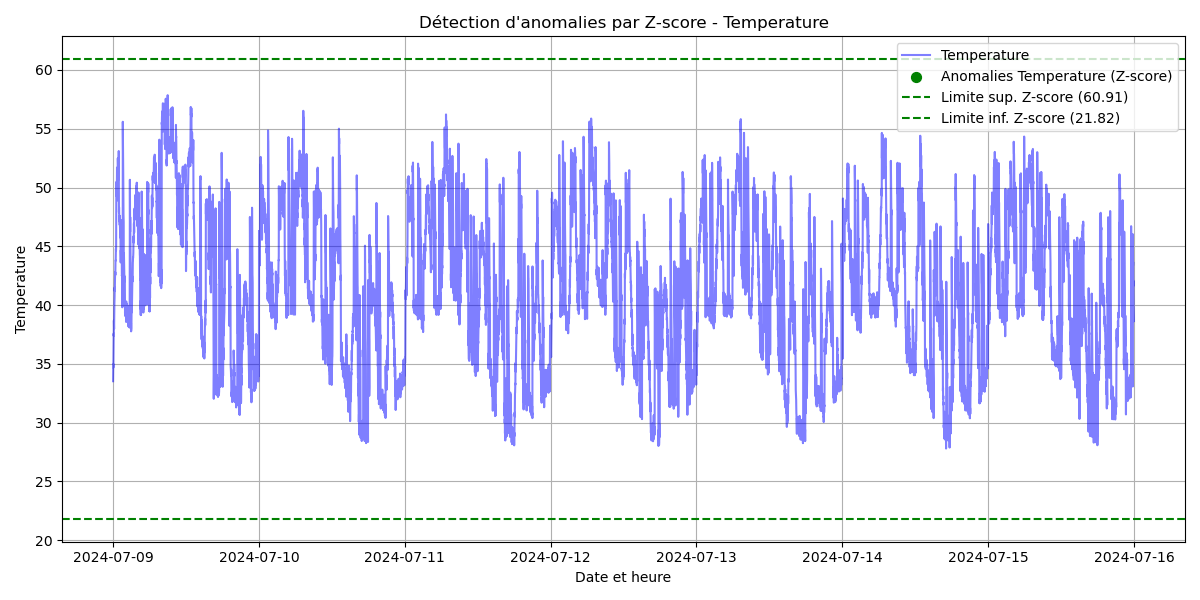 Détection d'anomalies par Z-score - Temperature
Temperature
Anomalies Temperature (Z-score)
Limite sup. Z-score (60.91)
Limite inf. Z-score (21.82)
Temperature
60
55
50
45
40
35
30
25
20
2024-07-09
2024-07-10
2024-07-11
2024-07-12
2024-07-13
2024-07-14
2024-07-15
2024-07-16
Date et heure